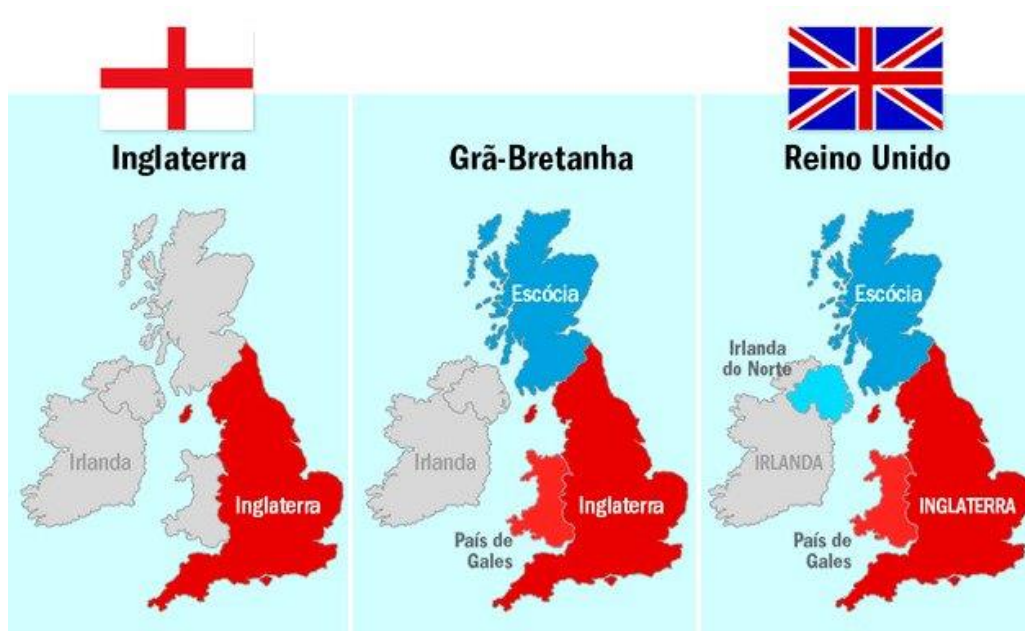 Inglaterra
Irlanda
Inglaterra
Grã-Bretanha
Escócia
Irlanda
Inglaterra
País de
Gales
Reino Unido
Escócia
Irlanda
do Norte
IRLANDA
INGLATERRA
País de
Gales